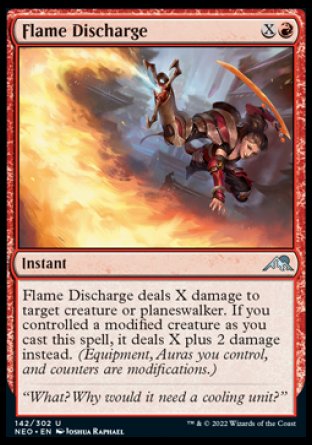 Flame Discharge X R
Instant
Flame Discharge deals X damage to
target creature or planeswalker. If you
controlled a modified creature as you
cast this spell, it deals X plus 2 damage
instead. (Equipment, Auras you control,
and counters are modifications.)
“What? Why would it need a cooling unit?”
142/302 U
NEO • EN Joshua Raphael ™ & © 2022 Wizards of the Coast